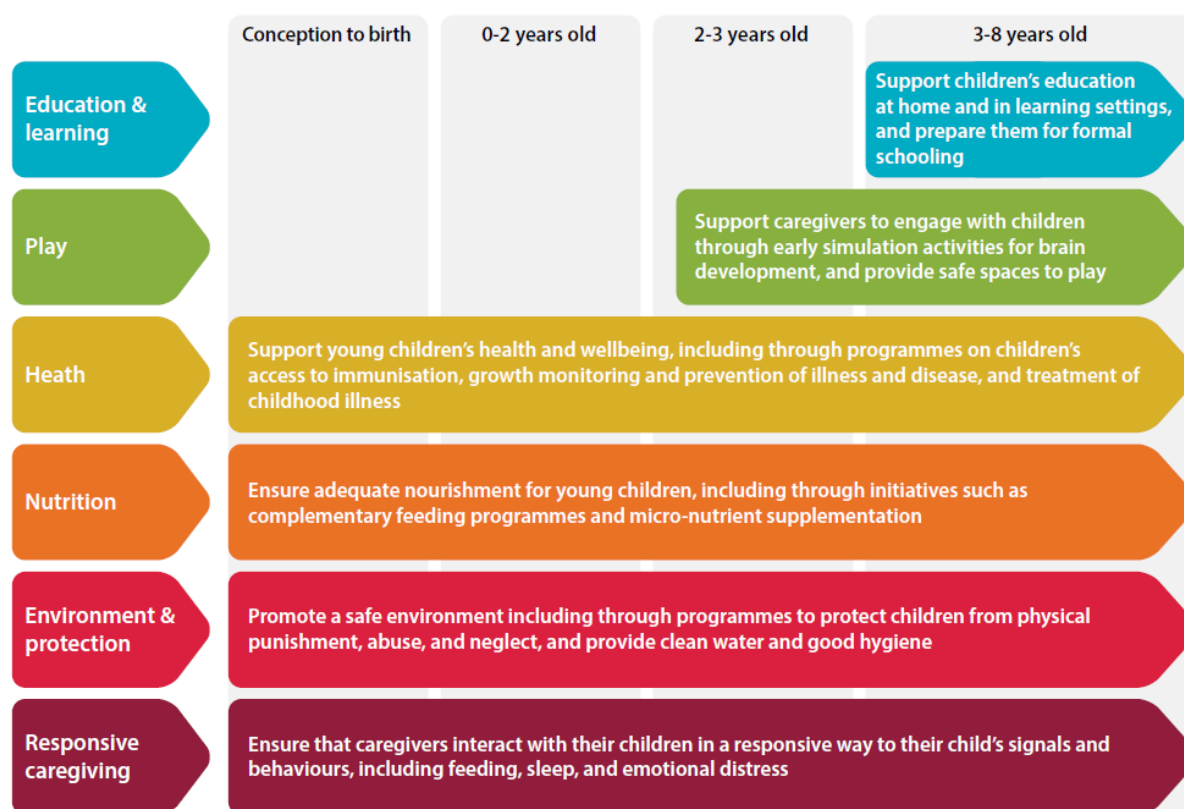 Conception to birth
0-2 years old
2-3 years old
3-8 years old
Education &
learning
Support children's education
at home and in learning settings,
and prepare them for formal
schooling
Play
Support caregivers to engage with children
through early simulation activities for brain
development, and provide safe spaces to play
Heath
Support young children's health and wellbeing, including through programmes on children's
access to immunisation, growth monitoring and prevention of illness and disease, and treatment of
childhood illness
Nutrition
Ensure adequate nourishment for young children, including through initiatives such as
complementary feeding programmes and micro-nutrient supplementation
Environment &
protection
Promote a safe environment including through programmes to protect children from physical
punishment, abuse, and neglect, and provide clean water and good hygiene
Responsive
caregiving
Ensure that caregivers interact with their children in a responsive way to their child's signals and
behaviours, including feeding, sleep, and emotional distress